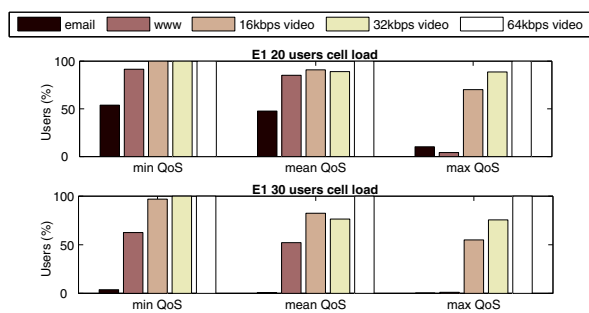 email www 16kbps video 32kbps video 64kbps video
E1 20 users cell load
100
50
0
Users (%)
min QoS mean QoS max QoS
E1 30 users cell load
100
50
0
Users (%)
min QoS mean QoS max QoS